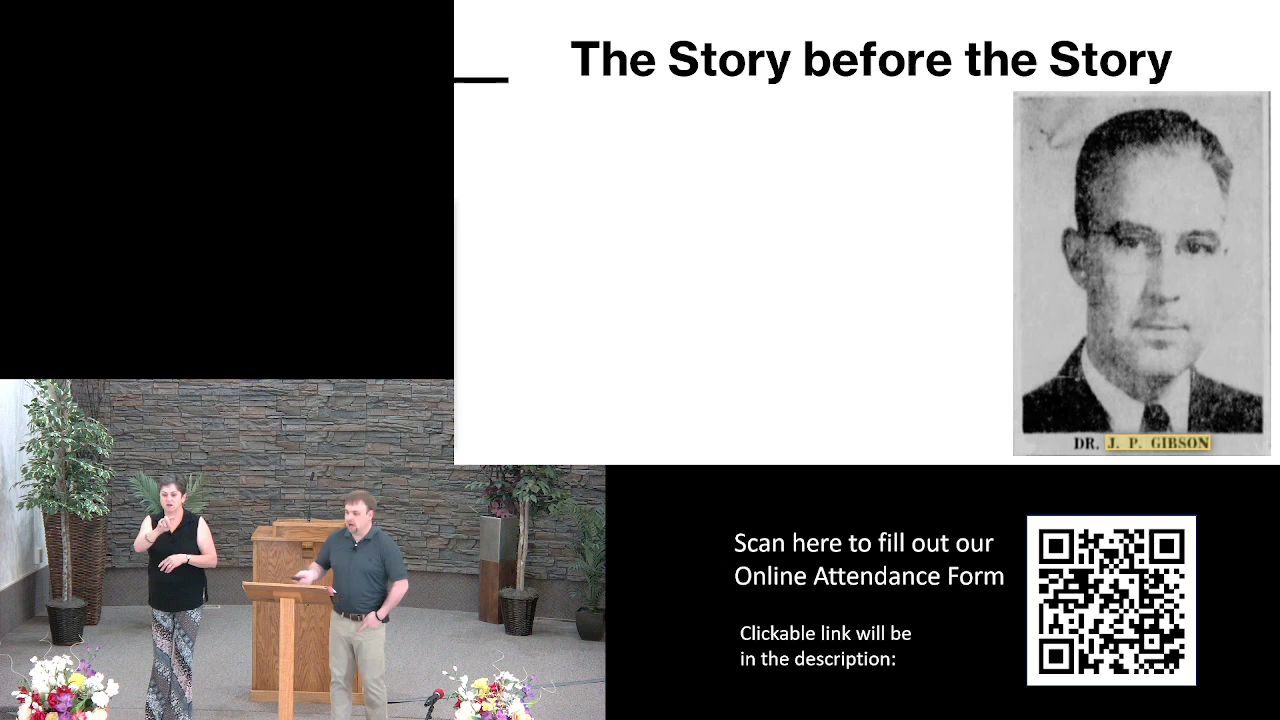 The Story before the Story
DR. J. P. GIBSON
Scan here to fill out our
Online Attendance Form
Clickable link will be
in the description: